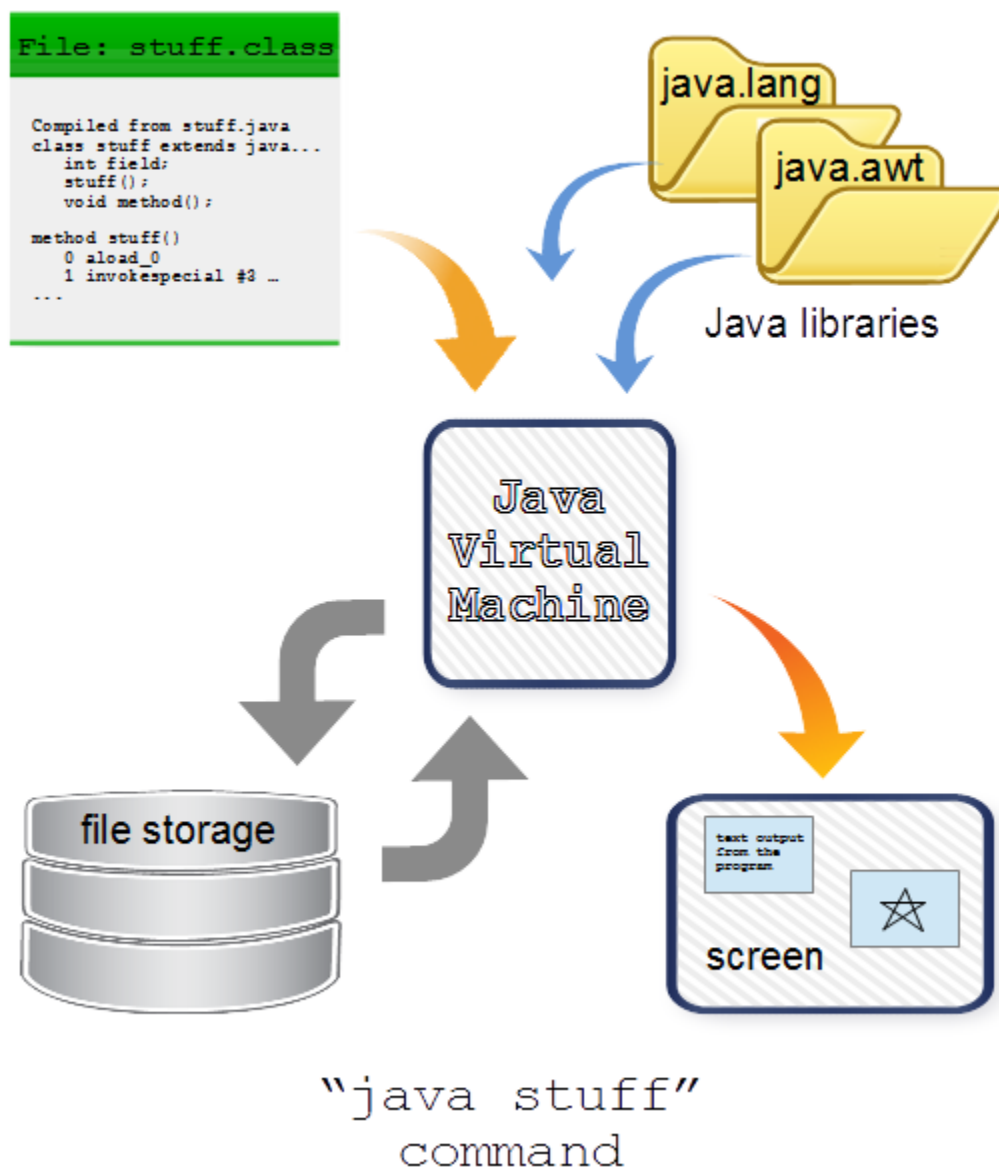 File: stuff.class
Compiled from stuff.java
class stuff extends java...
int field;
stuff();
void method();
method stuff()
0 aload_0
1 invokespecial #3 …
...
java.lang
java.awt
Java libraries
Java
Virtual
Machine
file storage
text output
from the
program
screen
“java stuff”
command